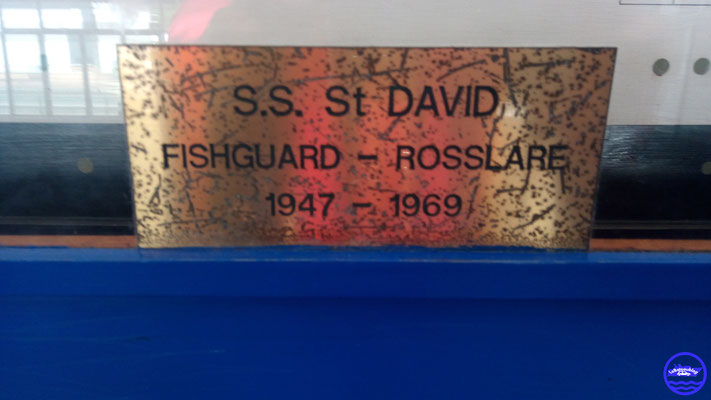 S.S. St DAVID
FISHGUARD – ROSSLARE
1947 – 1969